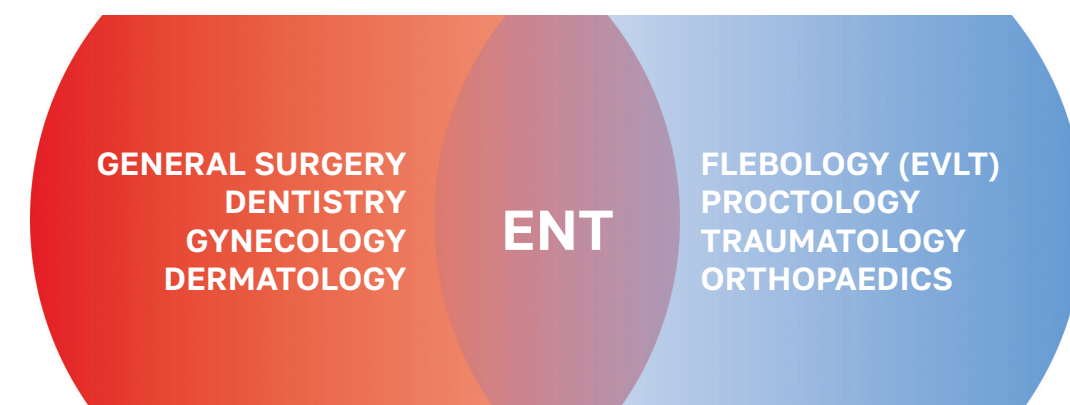 GENERAL SURGERY
DENTISTRY
GYNECOLOGY
DERMATOLOGY
ENT
FLEBOLOGY (EVLT)
PROCTOLOGY
TRAUMATOLOGY
ORTHOPAEDICS